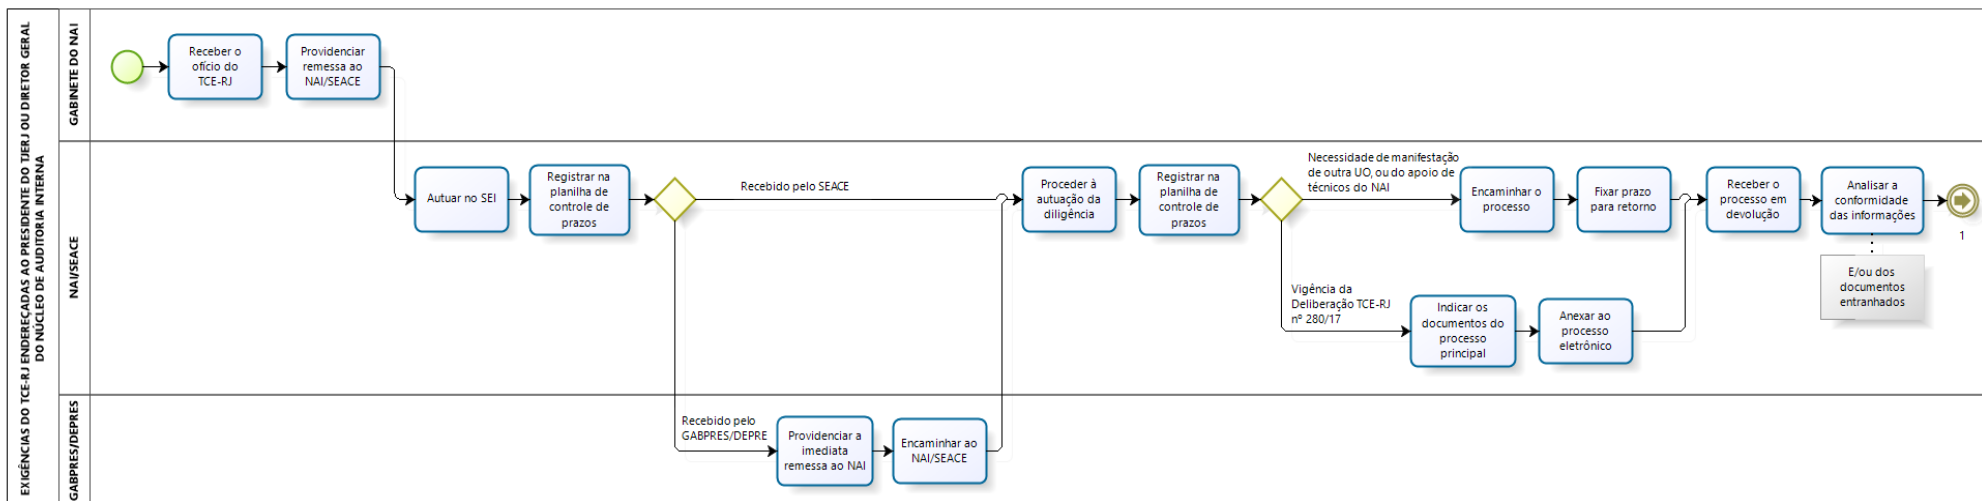 EXIGÊNCIAS DO TCE-RJ ENDEREÇADAS AO PRESIDENTE DO TJERJ OU DIRETOR GERAL
DO NÚCLEO DE AUDITORIA INTERNA
GABINETE DO NAI
Receber o
ofício do
TCE-RJ
Providenciar
remessa ao
NAI/SEACE
NAI/SEACE
Autuar no SEI
Registrar na
planilha de
controle de
prazos
Recebido pelo SEACE
Proceder à
autuação da
diligência
Registrar na
planilha de
controle de
prazos
Necessidade de manifestação
de outra UO, ou do apoio de
técnicos do NAI
Encaminhar o
processo
Fixar prazo
para retorno
Receber o
processo em
devolução
Analisar a
conformidade
das informações
1
E/ou dos
documentos
entranhados
Vigência da
Deliberação TCE-RJ
nº 280/17
Indicar os
documentos do
processo
principal
Anexar ao
processo
eletrônico
GABPRES/DEPRES
Recebido pelo
GABPRES/DEPRE
Providenciar a
imediata
remessa ao NAI
Encaminhar ao
NAI/SEACE